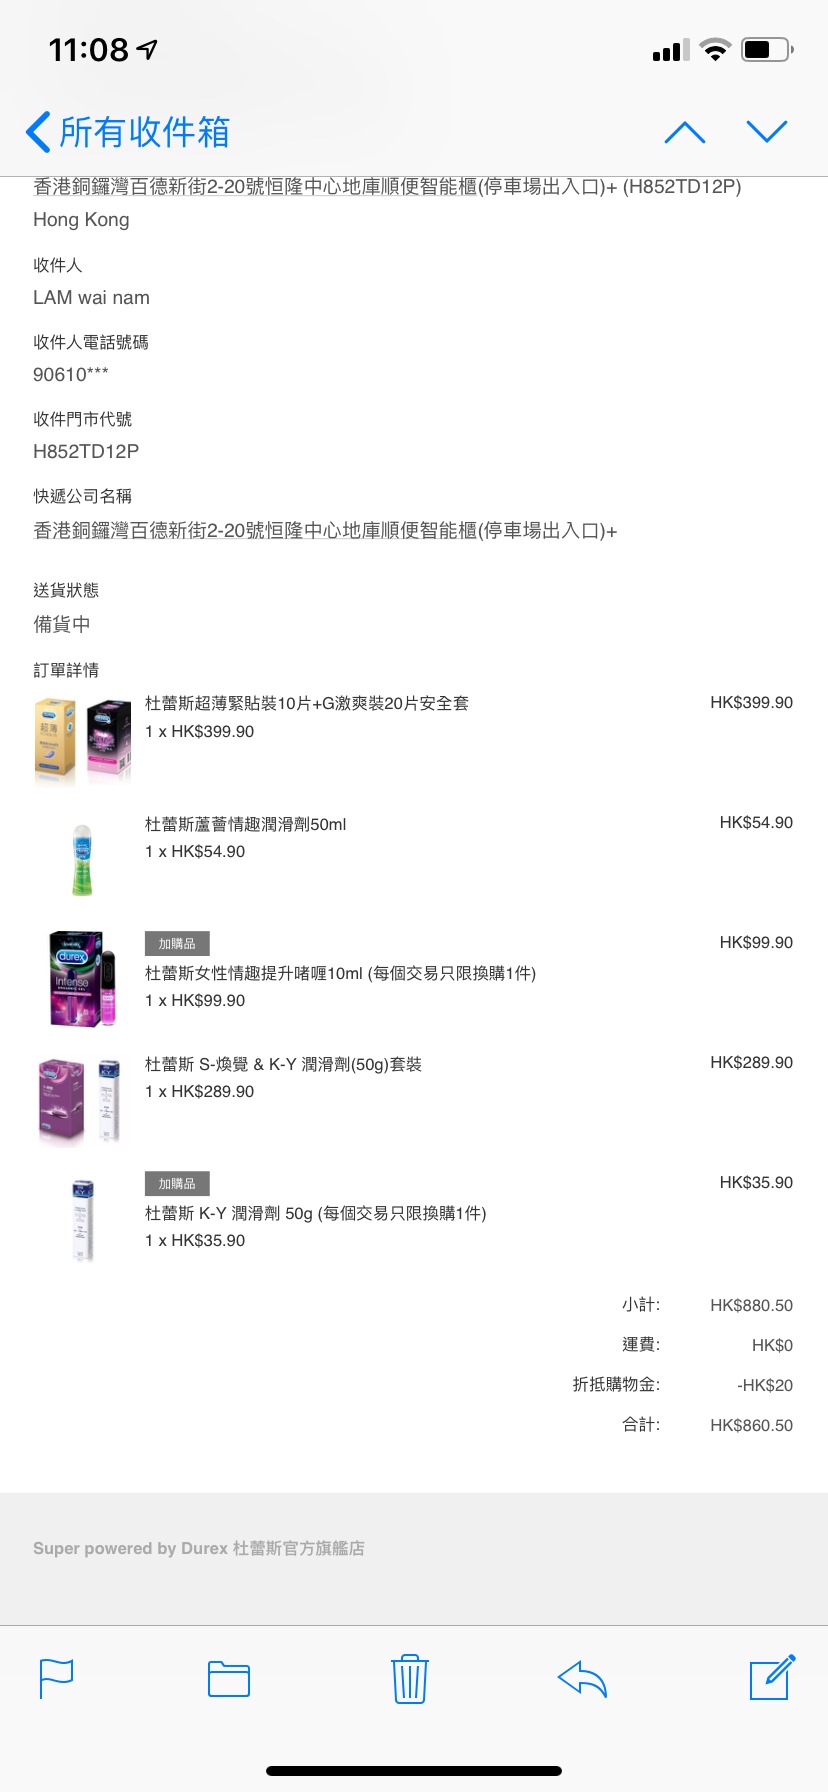 11:08
所有收件箱
香港銅鑼灣百德新街2-20號恒隆中心地庫順便智能櫃(停車場出入口)+ (H852TD12P)
Hong Kong
收件人
LAM wai nam
收件人電話號碼
90610***
收件門市代號
H852TD12P
快遞公司名稱
香港銅鑼灣百德新街2-20號恒隆中心地庫順便智能櫃(停車場出入口)+
送貨狀態
備貨中
訂單詳情
杜蕾斯超薄緊貼裝10片+G激爽裝20片安全套 HK$399.90
1 x HK$399.90
杜蕾斯蘆薈情趣潤滑劑50ml HK$54.90
1 x HK$54.90
加購品 HK$99.90
durex
Intense
杜蕾斯女性情趣提升啫喱10ml (每個交易只限換購1件)
1 x HK$99.90
杜蕾斯 S-煥覺 & K-Y 潤滑劑(50g)套裝 HK$289.90
1 x HK$289.90
加購品 HK$35.90
杜蕾斯 K-Y 潤滑劑 50g (每個交易只限換購1件)
1 x HK$35.90
小計: HK$880.50
運費: HK$0
折抵購物金: -HK$20
合計: HK$860.50
Super powered by Durex 杜蕾斯官方旗艦店